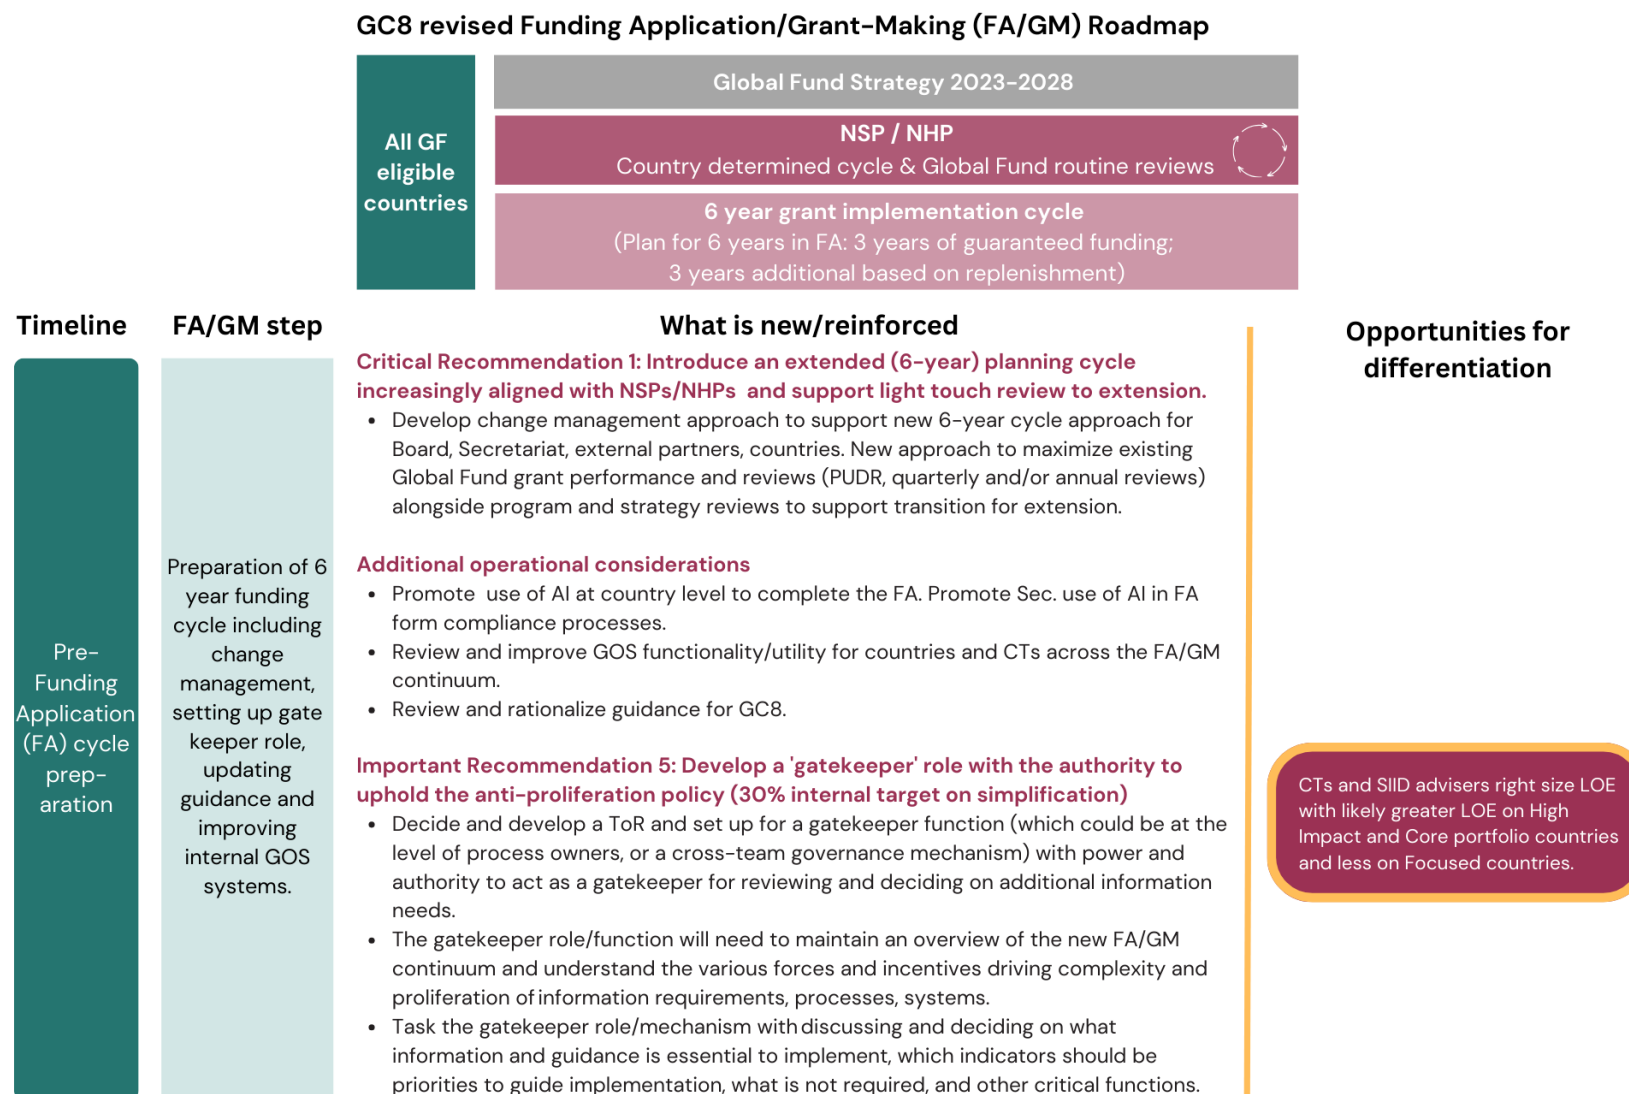 GC8 revised Funding Application/Grant-Making (FA/GM) Roadmap
All GF
eligible
countries
Global Fund Strategy 2023-2028
NSP / NHP
Country determined cycle & Global Fund routine reviews
6 year grant implementation cycle
(Plan for 6 years in FA: 3 years of guaranteed funding;
3 years additional based on replenishment)
Timeline
FA/GM step
What is new/reinforced
Opportunities for
differentiation
Pre-
Funding
Application
(FA) cycle
prep-
aration
Preparation of 6
year funding
cycle including
change
management,
setting up gate
keeper role,
updating
guidance and
improving
internal GOS
systems.
Critical Recommendation 1: Introduce an extended (6-year) planning cycle
increasingly aligned with NSPs/NHPs and support light touch review to extension.
• Develop change management approach to support new 6-year cycle approach for
Board, Secretariat, external partners, countries. New approach to maximize existing
Global Fund grant performance and reviews (PUDR, quarterly and/or annual reviews)
alongside program and strategy reviews to support transition for extension.
Additional operational considerations
• Promote use of AI at country level to complete the FA. Promote Sec. use of AI in FA
form compliance processes.
• Review and improve GOS functionality/utility for countries and CTs across the FA/GM
continuum.
• Review and rationalize guidance for GC8.
Important Recommendation 5: Develop a 'gatekeeper' role with the authority to
uphold the anti-proliferation policy (30% internal target on simplification)
• Decide and develop a ToR and set up for a gatekeeper function (which could be at the
level of process owners, or a cross-team governance mechanism) with power and
authority to act as a gatekeeper for reviewing and deciding on additional information
needs.
• The gatekeeper role/function will need to maintain an overview of the new FA/GM
continuum and understand the various forces and incentives driving complexity and
proliferation of information requirements, processes, systems.
• Task the gatekeeper role/mechanism with discussing and deciding on what
information and guidance is essential to implement, which indicators should be
priorities to guide implementation, what is not required, and other critical functions.
CTs and SIID advisers right size LOE
with likely greater LOE on High
Impact and Core portfolio countries
and less on Focused countries.